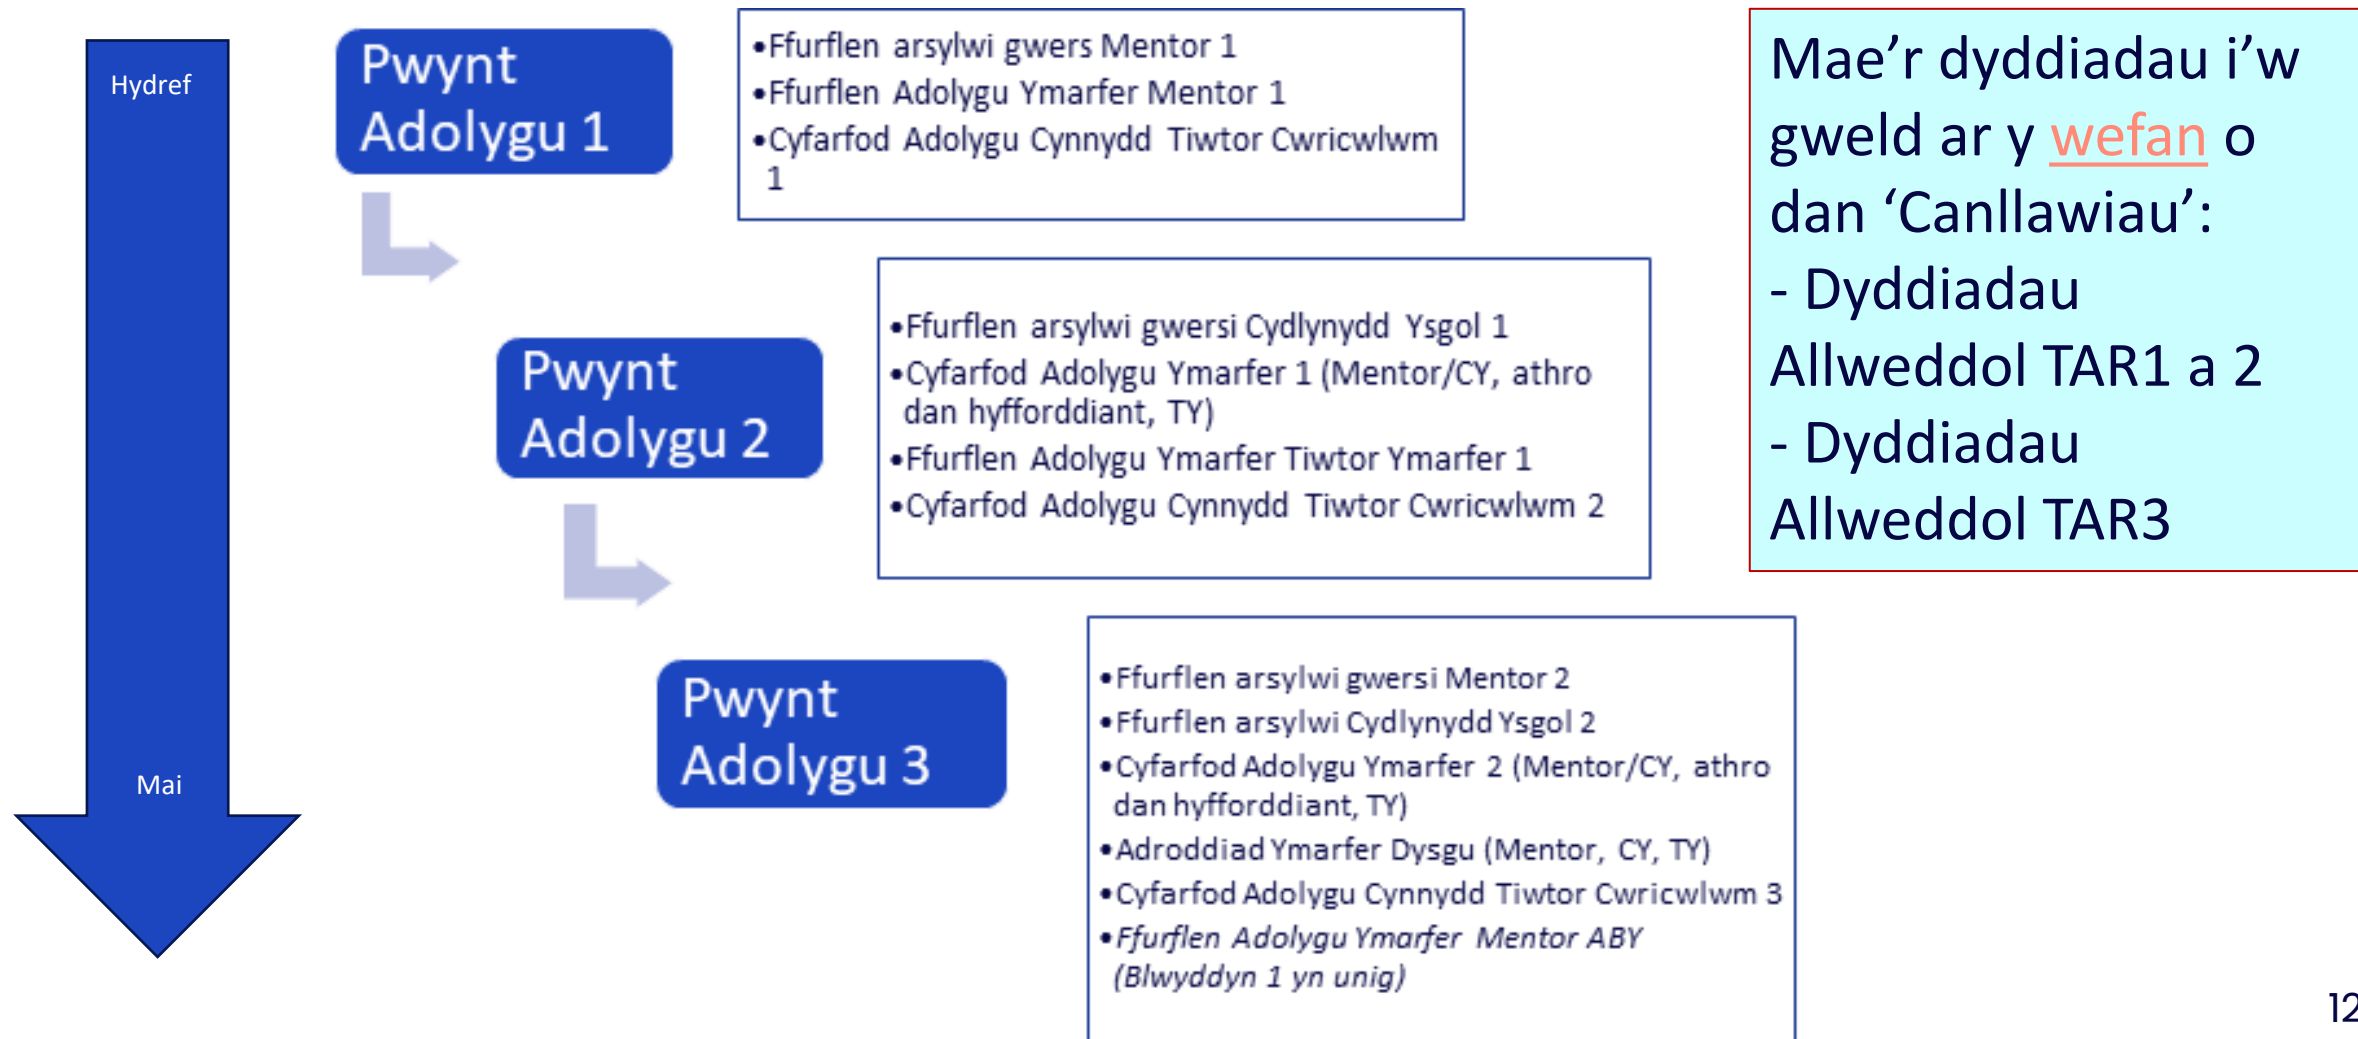 Hydref
Mai
Pwynt
Adolygu 1
•Ffurflen arsylwi gwers Mentor 1
•Ffurflen Adolygu Ymarfer Mentor 1
•Cyfarfod Adolygu Cynnydd Tiwtor Cwricwlwm
1
Pwynt
Adolygu 2
•Ffurflen arsylwi gwersi Cydlynydd Ysgol 1
•Cyfarfod Adolygu Ymarfer 1 (Mentor/CY, athro
dan hyfforddiant, TY)
•Ffurflen Adolygu Ymarfer Tiwtor Ymarfer 1
•Cyfarfod Adolygu Cynnydd Tiwtor Cwricwlwm 2
Pwynt
Adolygu 3
•Ffurflen arsylwi gwersi Mentor 2
•Ffurflen arsylwi Cydlynydd Ysgol 2
•Cyfarfod Adolygu Ymarfer 2 (Mentor/CY, athro
dan hyfforddiant, TY)
•Adroddiad Ymarfer Dysgu (Mentor, CY, TY)
•Cyfarfod Adolygu Cynnydd Tiwtor Cwricwlwm 3
•Ffurflen Adolygu Ymarfer Mentor ABY
(Blwyddyn 1 yn unig)
Mae’r dyddiadau i’w
gweld ar y wefan o
dan ‘Canllawiau’:
- Dyddiadau
Allweddol TAR1 a 2
- Dyddiadau
Allweddol TAR3
12